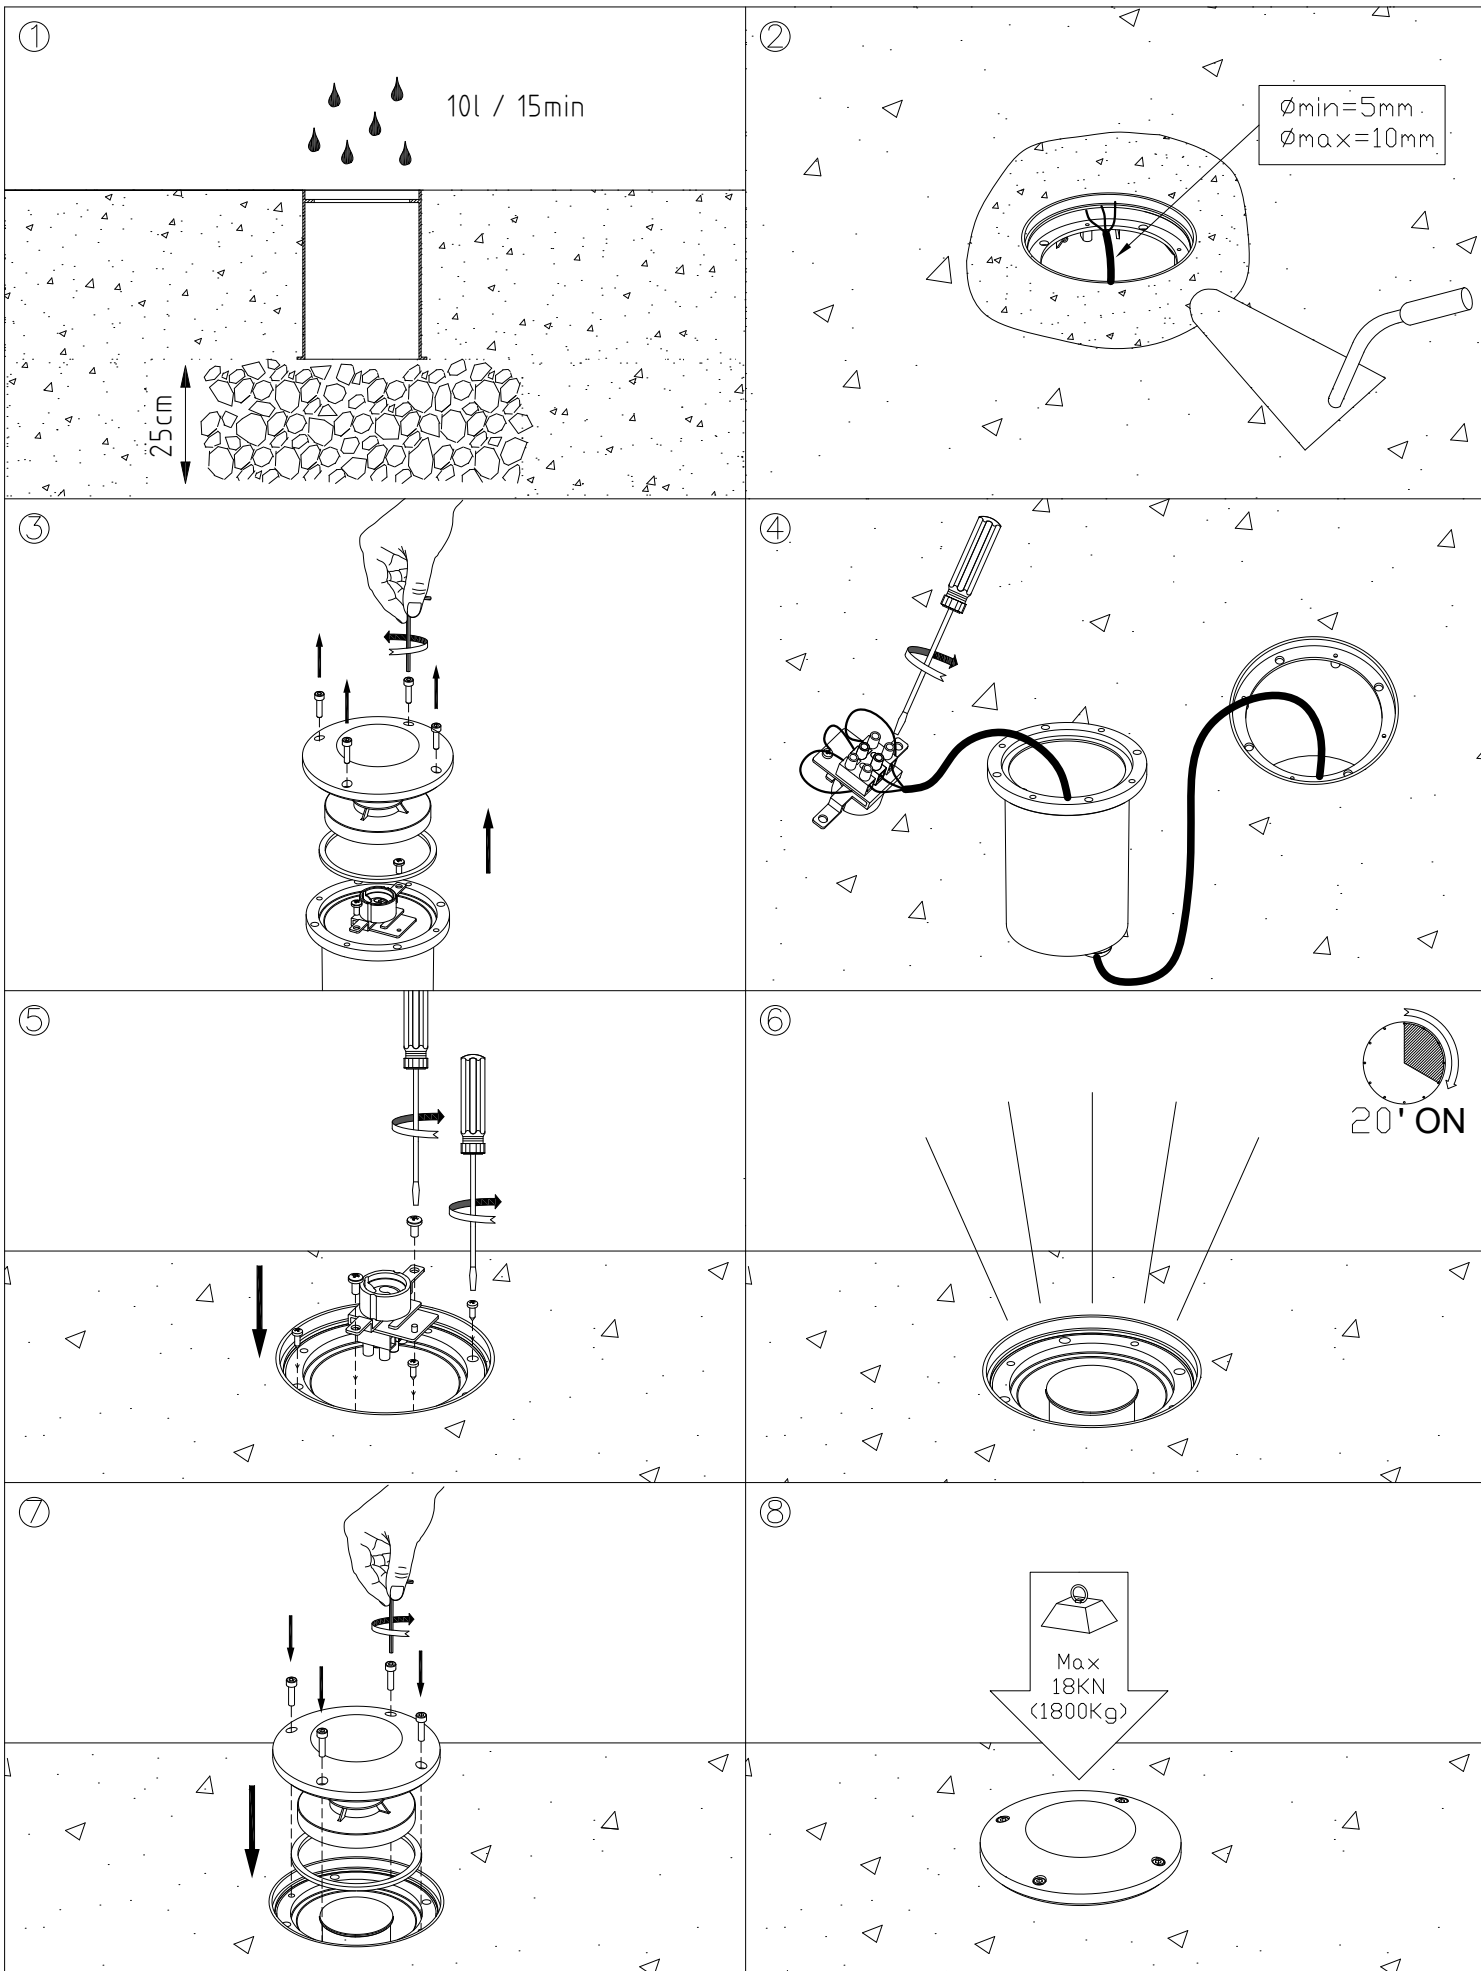 1
10l / 15min
25cm
2
Ømin=5mm
Ømax=10mm
3
4
5
6
20' ON
7
8
Max
18KN
(1800Kg)